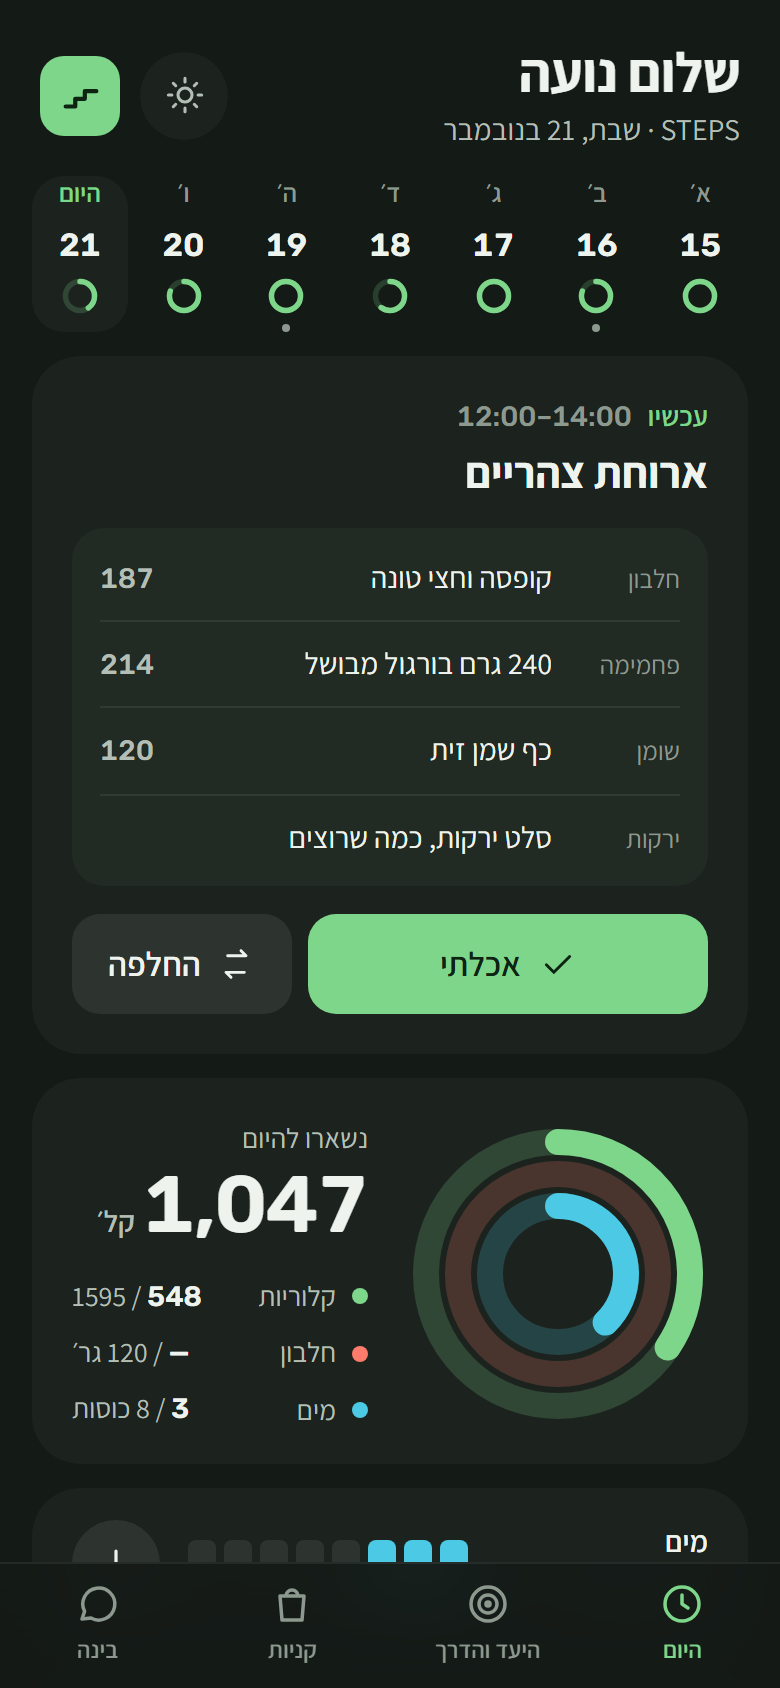 שלום נועה
STEPS · שבת, 21 בנובמבר
א׳ ב׳ ג׳ ד׳ ה׳ ו׳ היום
15 16 17 18 19 20 21
עכשיו 12:00–14:00
ארוחת צהריים
חלבון קופסה וחצי טונה 187
פחמימה 240 גרם בורגול מבושל 214
שומן כף שמן זית 120
ירקות סלט ירקות, כמה שרוצים
אכלתי החלפה
נשארו להיום
1,047 קל׳
קלוריות 548 / 1595
חלבון – / 120 גר׳
מים 3 / 8 כוסות
מים
היום היעד והדרך קניות בינה